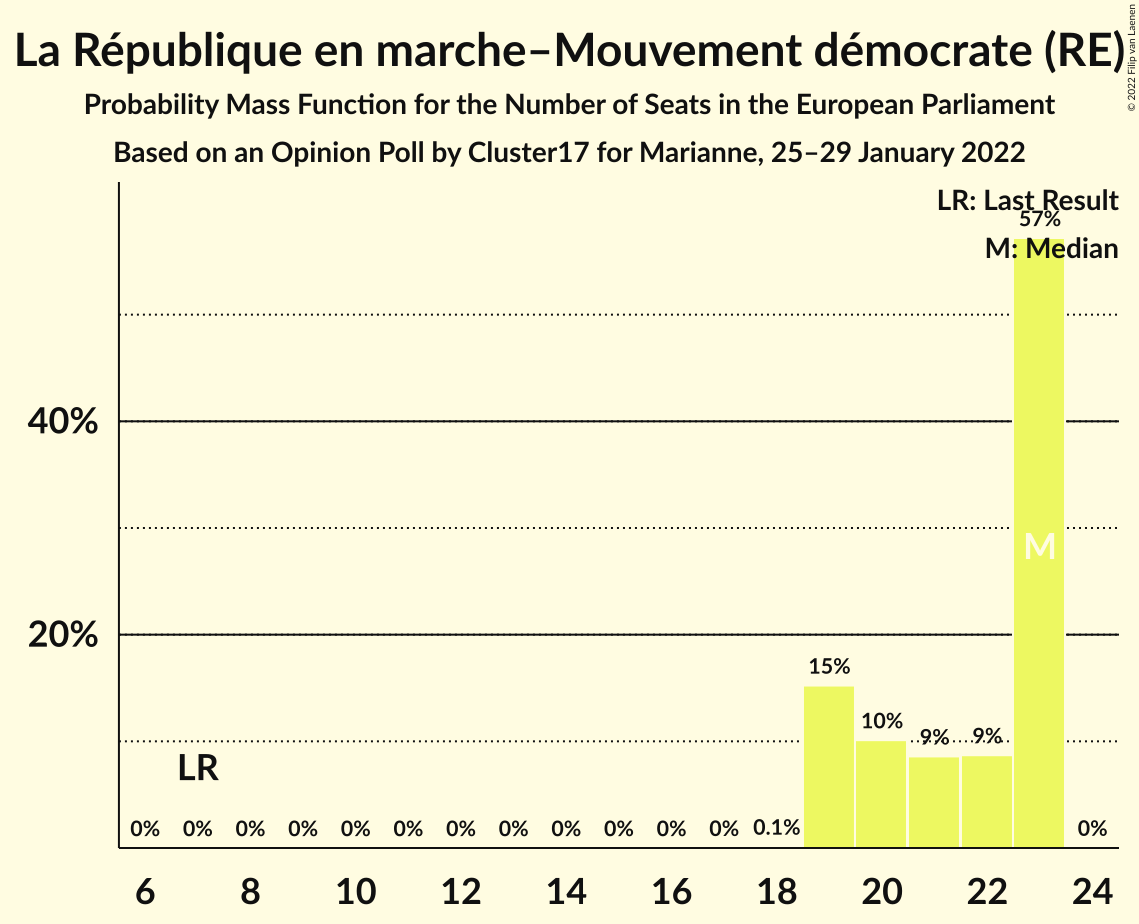 La République en marche–Mouvement démocrate (RE)
© 2022 Filip van Laenen
Probability Mass Function for the Number of Seats in the European Parliament
Based on an Opinion Poll by Cluster17 for Marianne, 25–29 January 2022
LR: Last Result
57%
M: Median
40%
M
20%
15%
10%
9%
9%
LR
0% 0% 0% 0% 0% 0% 0% 0% 0% 0% 0% 0% 0.1% 0%
6 8 10 12 14 16 18 20 22 24